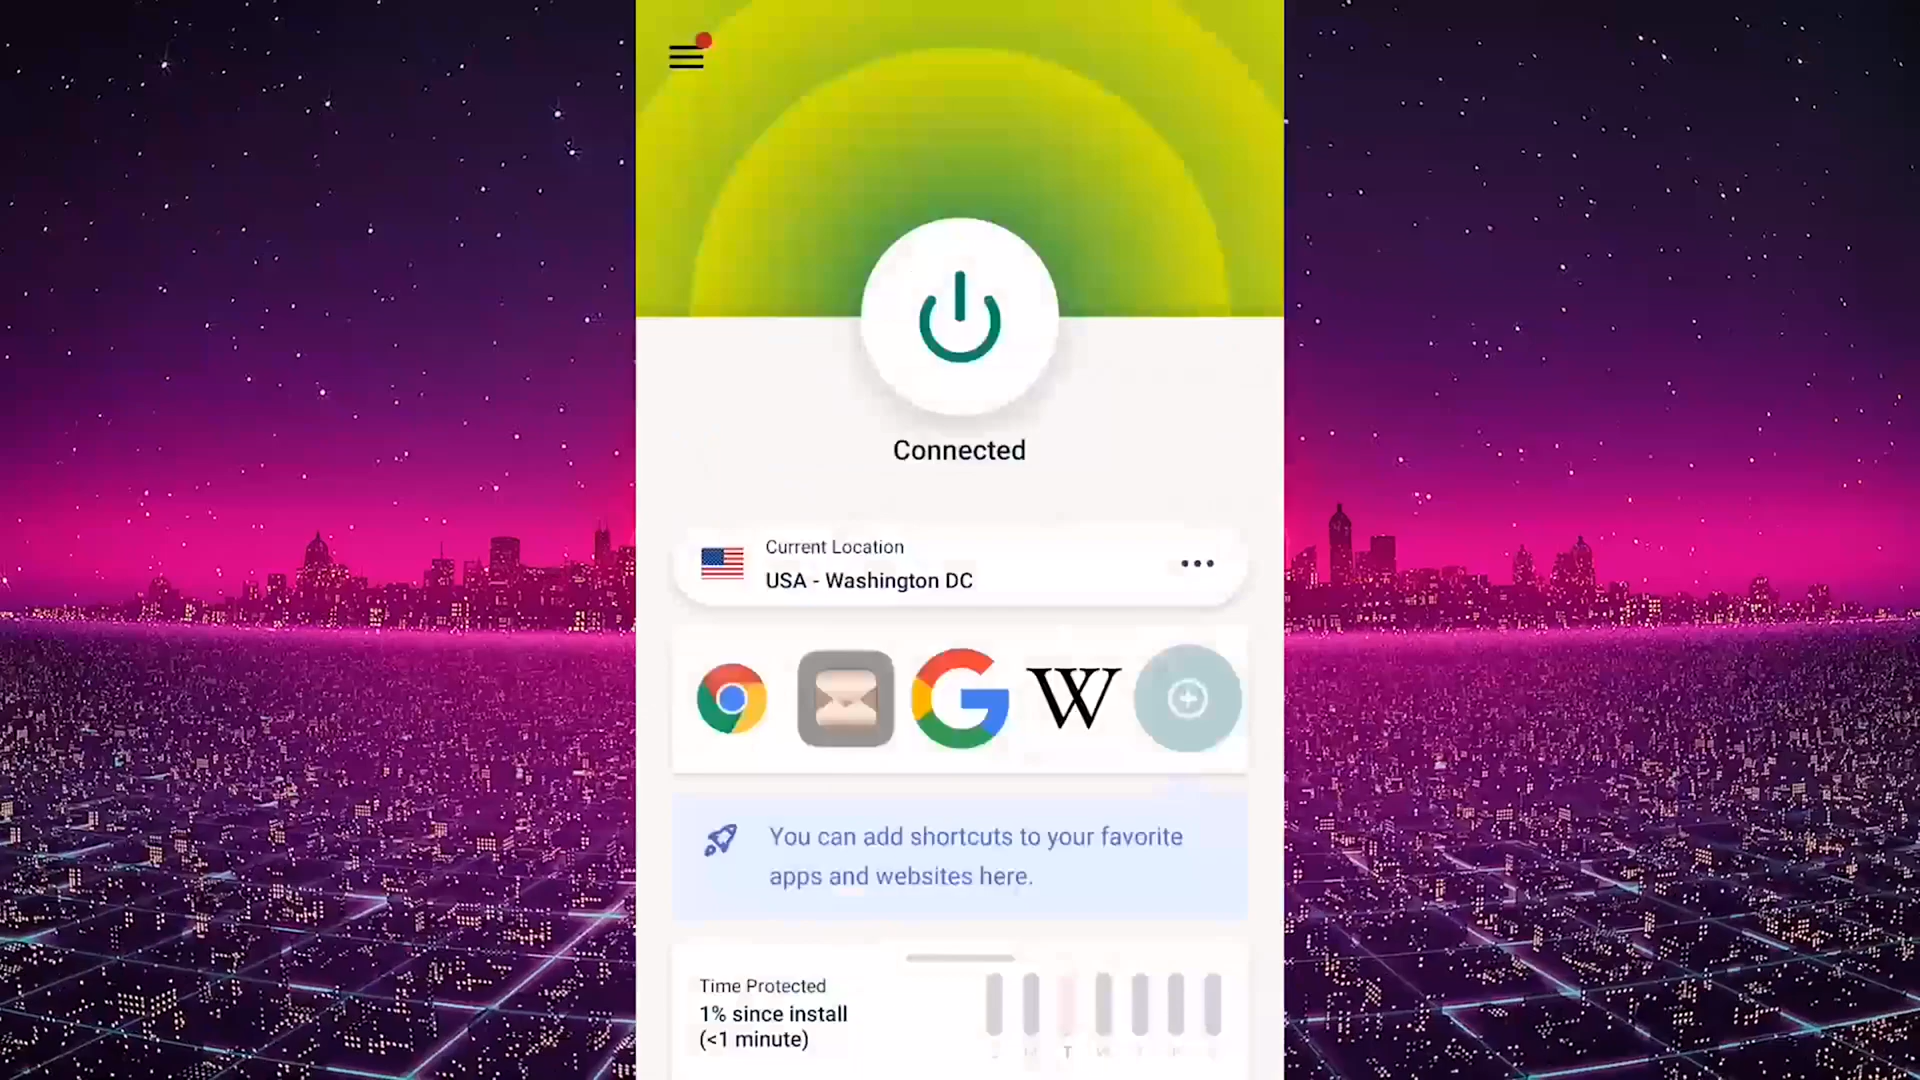 Connected
Current Location
USA - Washington DC
W
You can add shortcuts to your favorite
apps and websites here.
Time Protected
1% since install
(<1 minute)
T